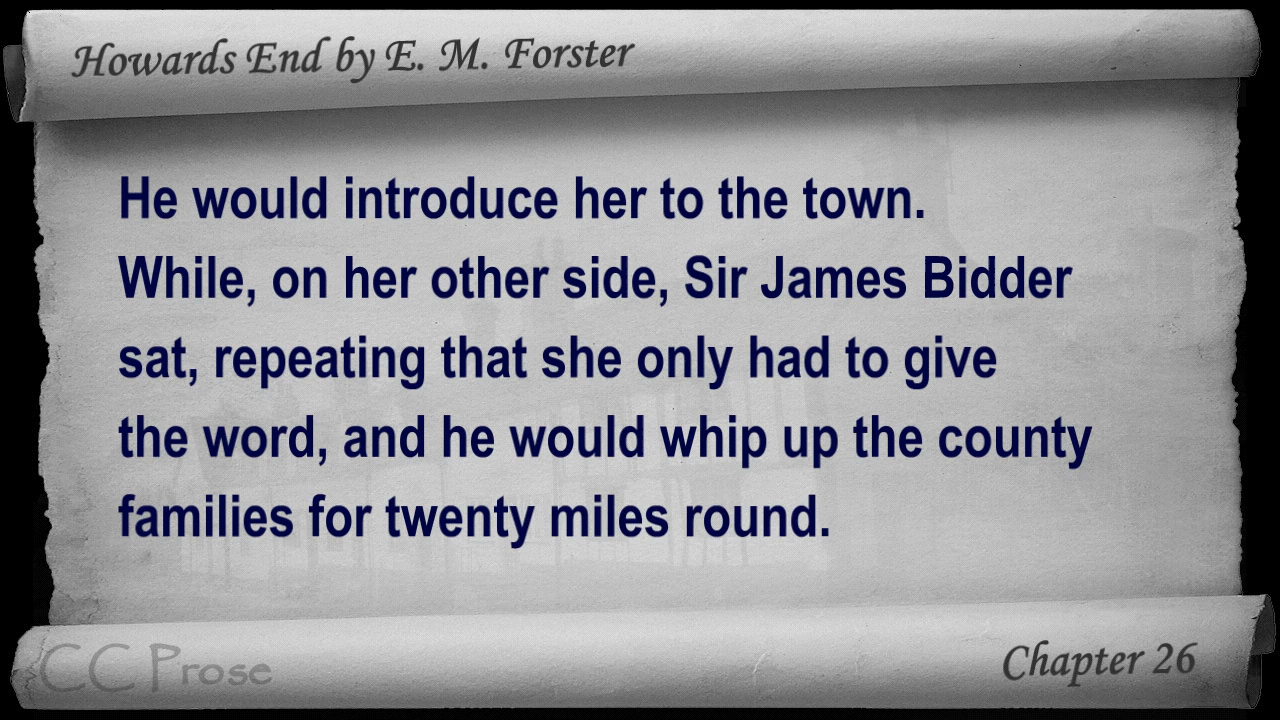 Howards End by E. M. Forster
He would introduce her to the town.
While, on her other side, Sir James Bidder
sat, repeating that she only had to give
the word, and he would whip up the county
families for twenty miles round.
CC Prose
Chapter 26